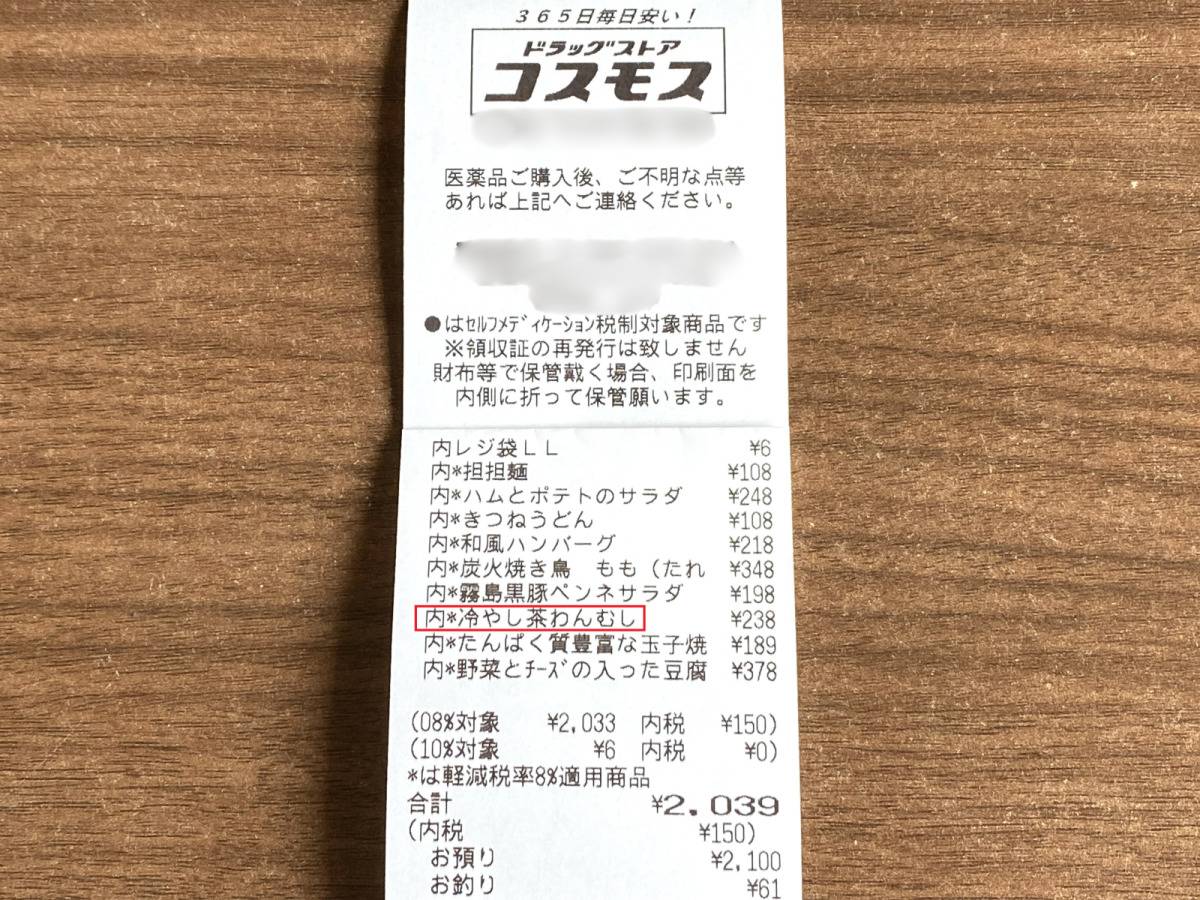 365日毎日安い！
ドラッグストア
コスモス
医薬品ご購入後、ご不明な点等
あれば上記へご連絡ください。
●はｾﾙﾌﾒﾃﾞｨｹｰｼｮﾝ税制対象商品です
※領収証の再発行は致しません
財布等で保管戴く場合、印刷面を
内側に折って保管願います。
内レジ袋ＬＬ ¥6
内*担担麺 ¥108
内*ハムとポテトのサラダ ¥248
内*きつねうどん ¥108
内*和風ハンバーグ ¥218
内*炭火焼き鳥　もも（たれ ¥348
内*霧島黒豚ペンネサラダ ¥198
内*冷やし茶わんむし ¥238
内*たんぱく質豊富な玉子焼 ¥189
内*野菜とﾁｰｽﾞの入った豆腐 ¥378
(08%対象 ¥2,033 内税 ¥150)
(10%対象 ¥6 内税 ¥0)
*は軽減税率8%適用商品
合計 ¥2,039
(内税 ¥150)
お預り ¥2,100
お釣り ¥61